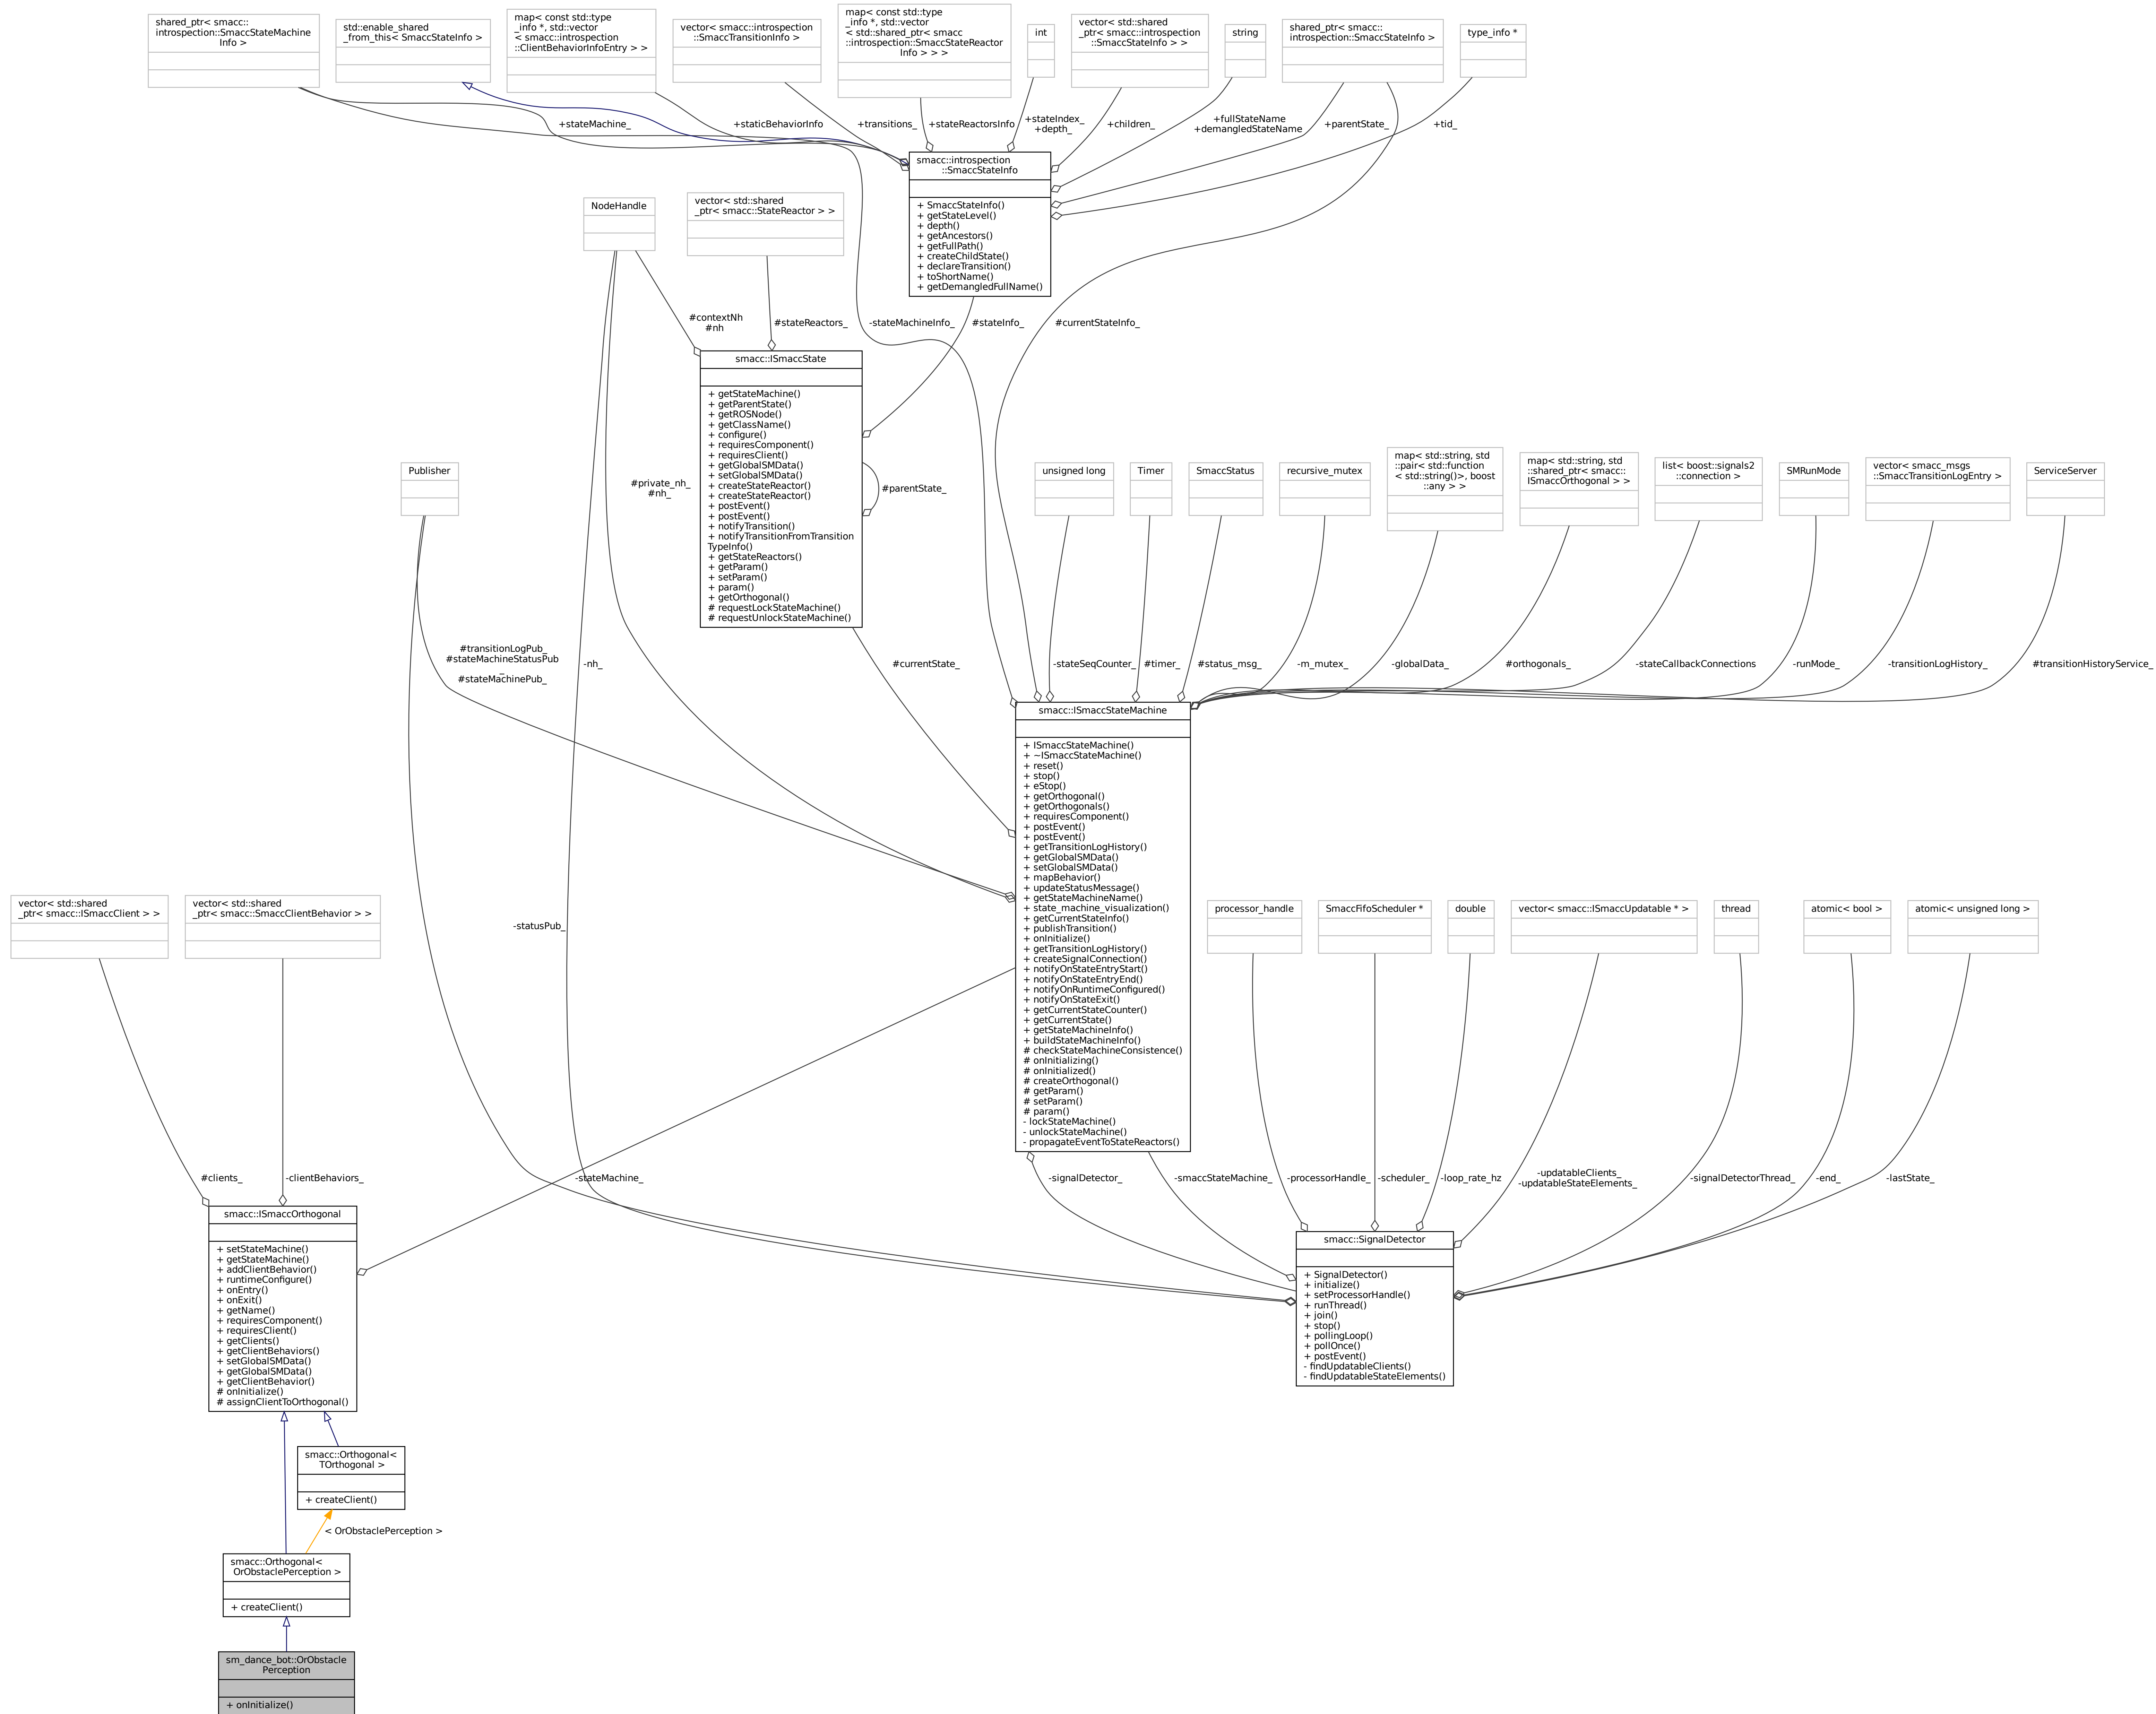 shared_ptr< smacc::
introspection::SmaccStateMachine
Info >
std::enable_shared
_from_this< SmaccStateInfo >
map< const std::type
_info *, std::vector
< smacc::introspection
::ClientBehaviorInfoEntry > >
vector< smacc::introspection
::SmaccTransitionInfo >
map< const std::type
_info *, std::vector
< std::shared_ptr< smacc
::introspection::SmaccStateReactor
Info > > >
int
vector< std::shared
_ptr< smacc::introspection
::SmaccStateInfo > >
string
shared_ptr< smacc::
introspection::SmaccStateInfo >
type_info *
+stateMachine_
+staticBehaviorInfo
+transitions_
+stateReactorsInfo
+stateIndex_
+depth_
+children_
+fullStateName
+demangledStateName
+parentState_
+tid_
smacc::introspection
::SmaccStateInfo
+ SmaccStateInfo()
+ getStateLevel()
+ depth()
+ getAncestors()
+ getFullPath()
+ createChildState()
+ declareTransition()
+ toShortName()
+ getDemangledFullName()
NodeHandle
vector< std::shared
_ptr< smacc::StateReactor > >
#contextNh
#nh
#stateReactors_
-stateMachineInfo_
#stateInfo_
#currentStateInfo_
smacc::ISmaccState
+ getStateMachine()
+ getParentState()
+ getROSNode()
+ getClassName()
+ configure()
+ requiresComponent()
+ requiresClient()
+ getGlobalSMData()
+ setGlobalSMData()
+ createStateReactor()
+ createStateReactor()
+ postEvent()
+ postEvent()
+ notifyTransition()
+ notifyTransitionFromTransition
TypeInfo()
+ getStateReactors()
+ getParam()
+ setParam()
+ param()
+ getOrthogonal()
# requestLockStateMachine()
# requestUnlockStateMachine()
#parentState_
Publisher
#private_nh_
#nh_
unsigned long
Timer
SmaccStatus
recursive_mutex
map< std::string, std
::pair< std::function
< std::string()>, boost
::any > >
map< std::string, std
::shared_ptr< smacc::
ISmaccOrthogonal > >
list< boost::signals2
::connection >
SMRunMode
vector< smacc_msgs
::SmaccTransitionLogEntry >
ServiceServer
#transitionLogPub_
#stateMachineStatusPub
_
#stateMachinePub_
-nh_
#currentState_
-stateSeqCounter_
#timer_
#status_msg_
-m_mutex_
-globalData_
#orthogonals_
-stateCallbackConnections
-runMode_
-transitionLogHistory_
#transitionHistoryService_
smacc::ISmaccStateMachine
+ ISmaccStateMachine()
+ ~ISmaccStateMachine()
+ reset()
+ stop()
+ eStop()
+ getOrthogonal()
+ getOrthogonals()
+ requiresComponent()
+ postEvent()
+ postEvent()
+ getTransitionLogHistory()
+ getGlobalSMData()
+ setGlobalSMData()
+ mapBehavior()
+ updateStatusMessage()
+ getStateMachineName()
+ state_machine_visualization()
+ getCurrentStateInfo()
+ publishTransition()
+ onInitialize()
+ getTransitionLogHistory()
+ createSignalConnection()
+ notifyOnStateEntryStart()
+ notifyOnStateEntryEnd()
+ notifyOnRuntimeConfigured()
+ notifyOnStateExit()
+ getCurrentStateCounter()
+ getCurrentState()
+ getStateMachineInfo()
+ buildStateMachineInfo()
# checkStateMachineConsistence()
# onInitializing()
# onInitialized()
# createOrthogonal()
# getParam()
# setParam()
# param()
- lockStateMachine()
- unlockStateMachine()
- propagateEventToStateReactors()
vector< std::shared
_ptr< smacc::ISmaccClient > >
vector< std::shared
_ptr< smacc::SmaccClientBehavior > >
-statusPub_
processor_handle
SmaccFifoScheduler *
double
vector< smacc::ISmaccUpdatable * >
thread
atomic< bool >
atomic< unsigned long >
#clients_
-clientBehaviors_
-stateMachine_
-signalDetector_
-smaccStateMachine_
-processorHandle_
-scheduler_
-loop_rate_hz
-updatableClients_
-updatableStateElements_
-signalDetectorThread_
-end_
-lastState_
smacc::ISmaccOrthogonal
+ setStateMachine()
+ getStateMachine()
+ addClientBehavior()
+ runtimeConfigure()
+ onEntry()
+ onExit()
+ getName()
+ requiresComponent()
+ requiresClient()
+ getClients()
+ getClientBehaviors()
+ setGlobalSMData()
+ getGlobalSMData()
+ getClientBehavior()
# onInitialize()
# assignClientToOrthogonal()
smacc::SignalDetector
+ SignalDetector()
+ initialize()
+ setProcessorHandle()
+ runThread()
+ join()
+ stop()
+ pollingLoop()
+ pollOnce()
+ postEvent()
- findUpdatableClients()
- findUpdatableStateElements()
smacc::Orthogonal<
TOrthogonal >
+ createClient()
< OrObstaclePerception >
smacc::Orthogonal<
OrObstaclePerception >
+ createClient()
sm_dance_bot::OrObstacle
Perception
+ onInitialize()